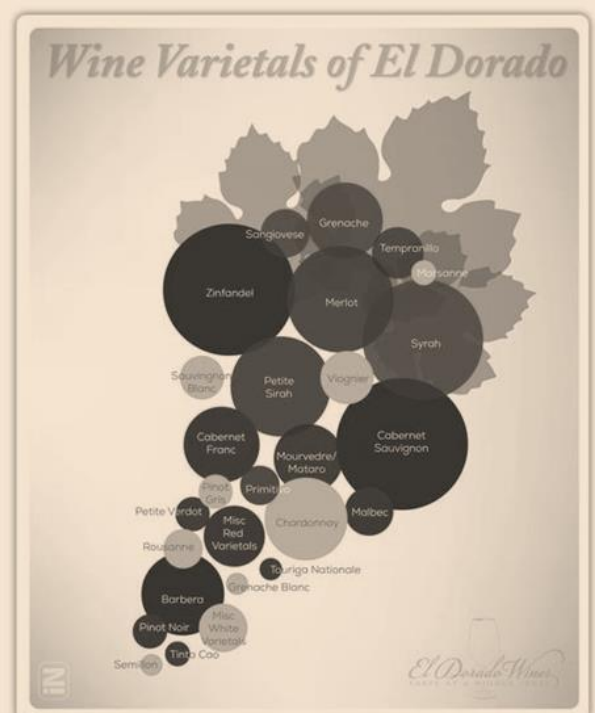 Wine Varietals of El Dorado
Grenache
Sangiovese
Tempranillo
Marsanne
Zinfandel
Merlot
Syrah
Sauvingnon
Blanc
Petite
Sirah
Viognier
Cabernet
Franc
Cabernet
Sauvignon
Mourvedre/
Mataro
Pinot
Gris
Primitivo
Petite Verdot
Misc
Red
Varietals
Chardonnay
Malbec
Rousanne
Touriga Nationale
Grenache Blanc
Barbera
Misc
White
Varietals
Pinot Noir
Tinta Cao
Semillon
El Dorado Wines